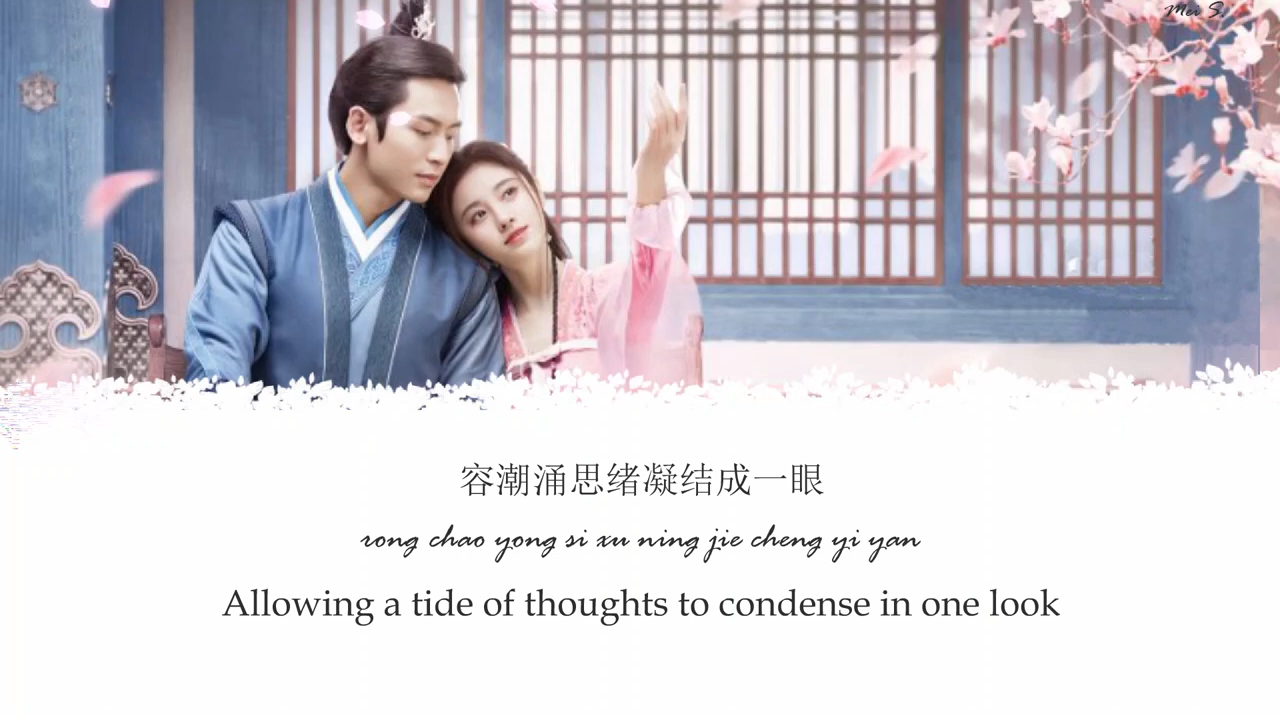 Mei S.
容潮涌思绪凝结成一眼
rong chao yong si xu ning jie cheng yi yan
Allowing a tide of thoughts to condense in one look